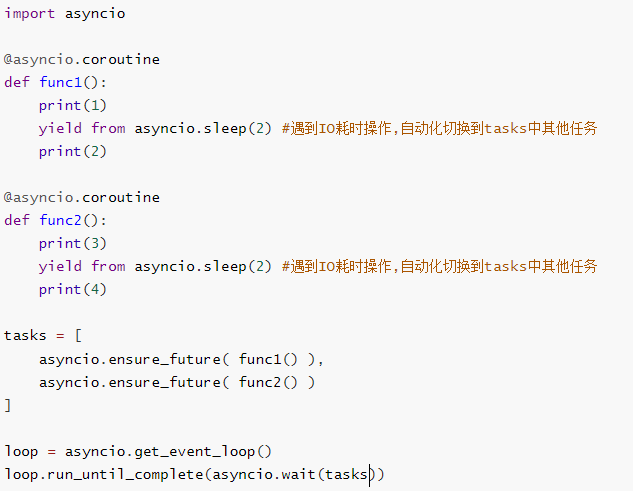 import asyncio

@asyncio.coroutine
def func1():
    print(1)
    yield from asyncio.sleep(2) #遇到IO耗时操作,自动化切换到tasks中其他任务
    print(2)

@asyncio.coroutine
def func2():
    print(3)
    yield from asyncio.sleep(2) #遇到IO耗时操作,自动化切换到tasks中其他任务
    print(4)

tasks = [
    asyncio.ensure_future( func1() ),
    asyncio.ensure_future( func2() )
]

loop = asyncio.get_event_loop()
loop.run_until_complete(asyncio.wait(tasks))